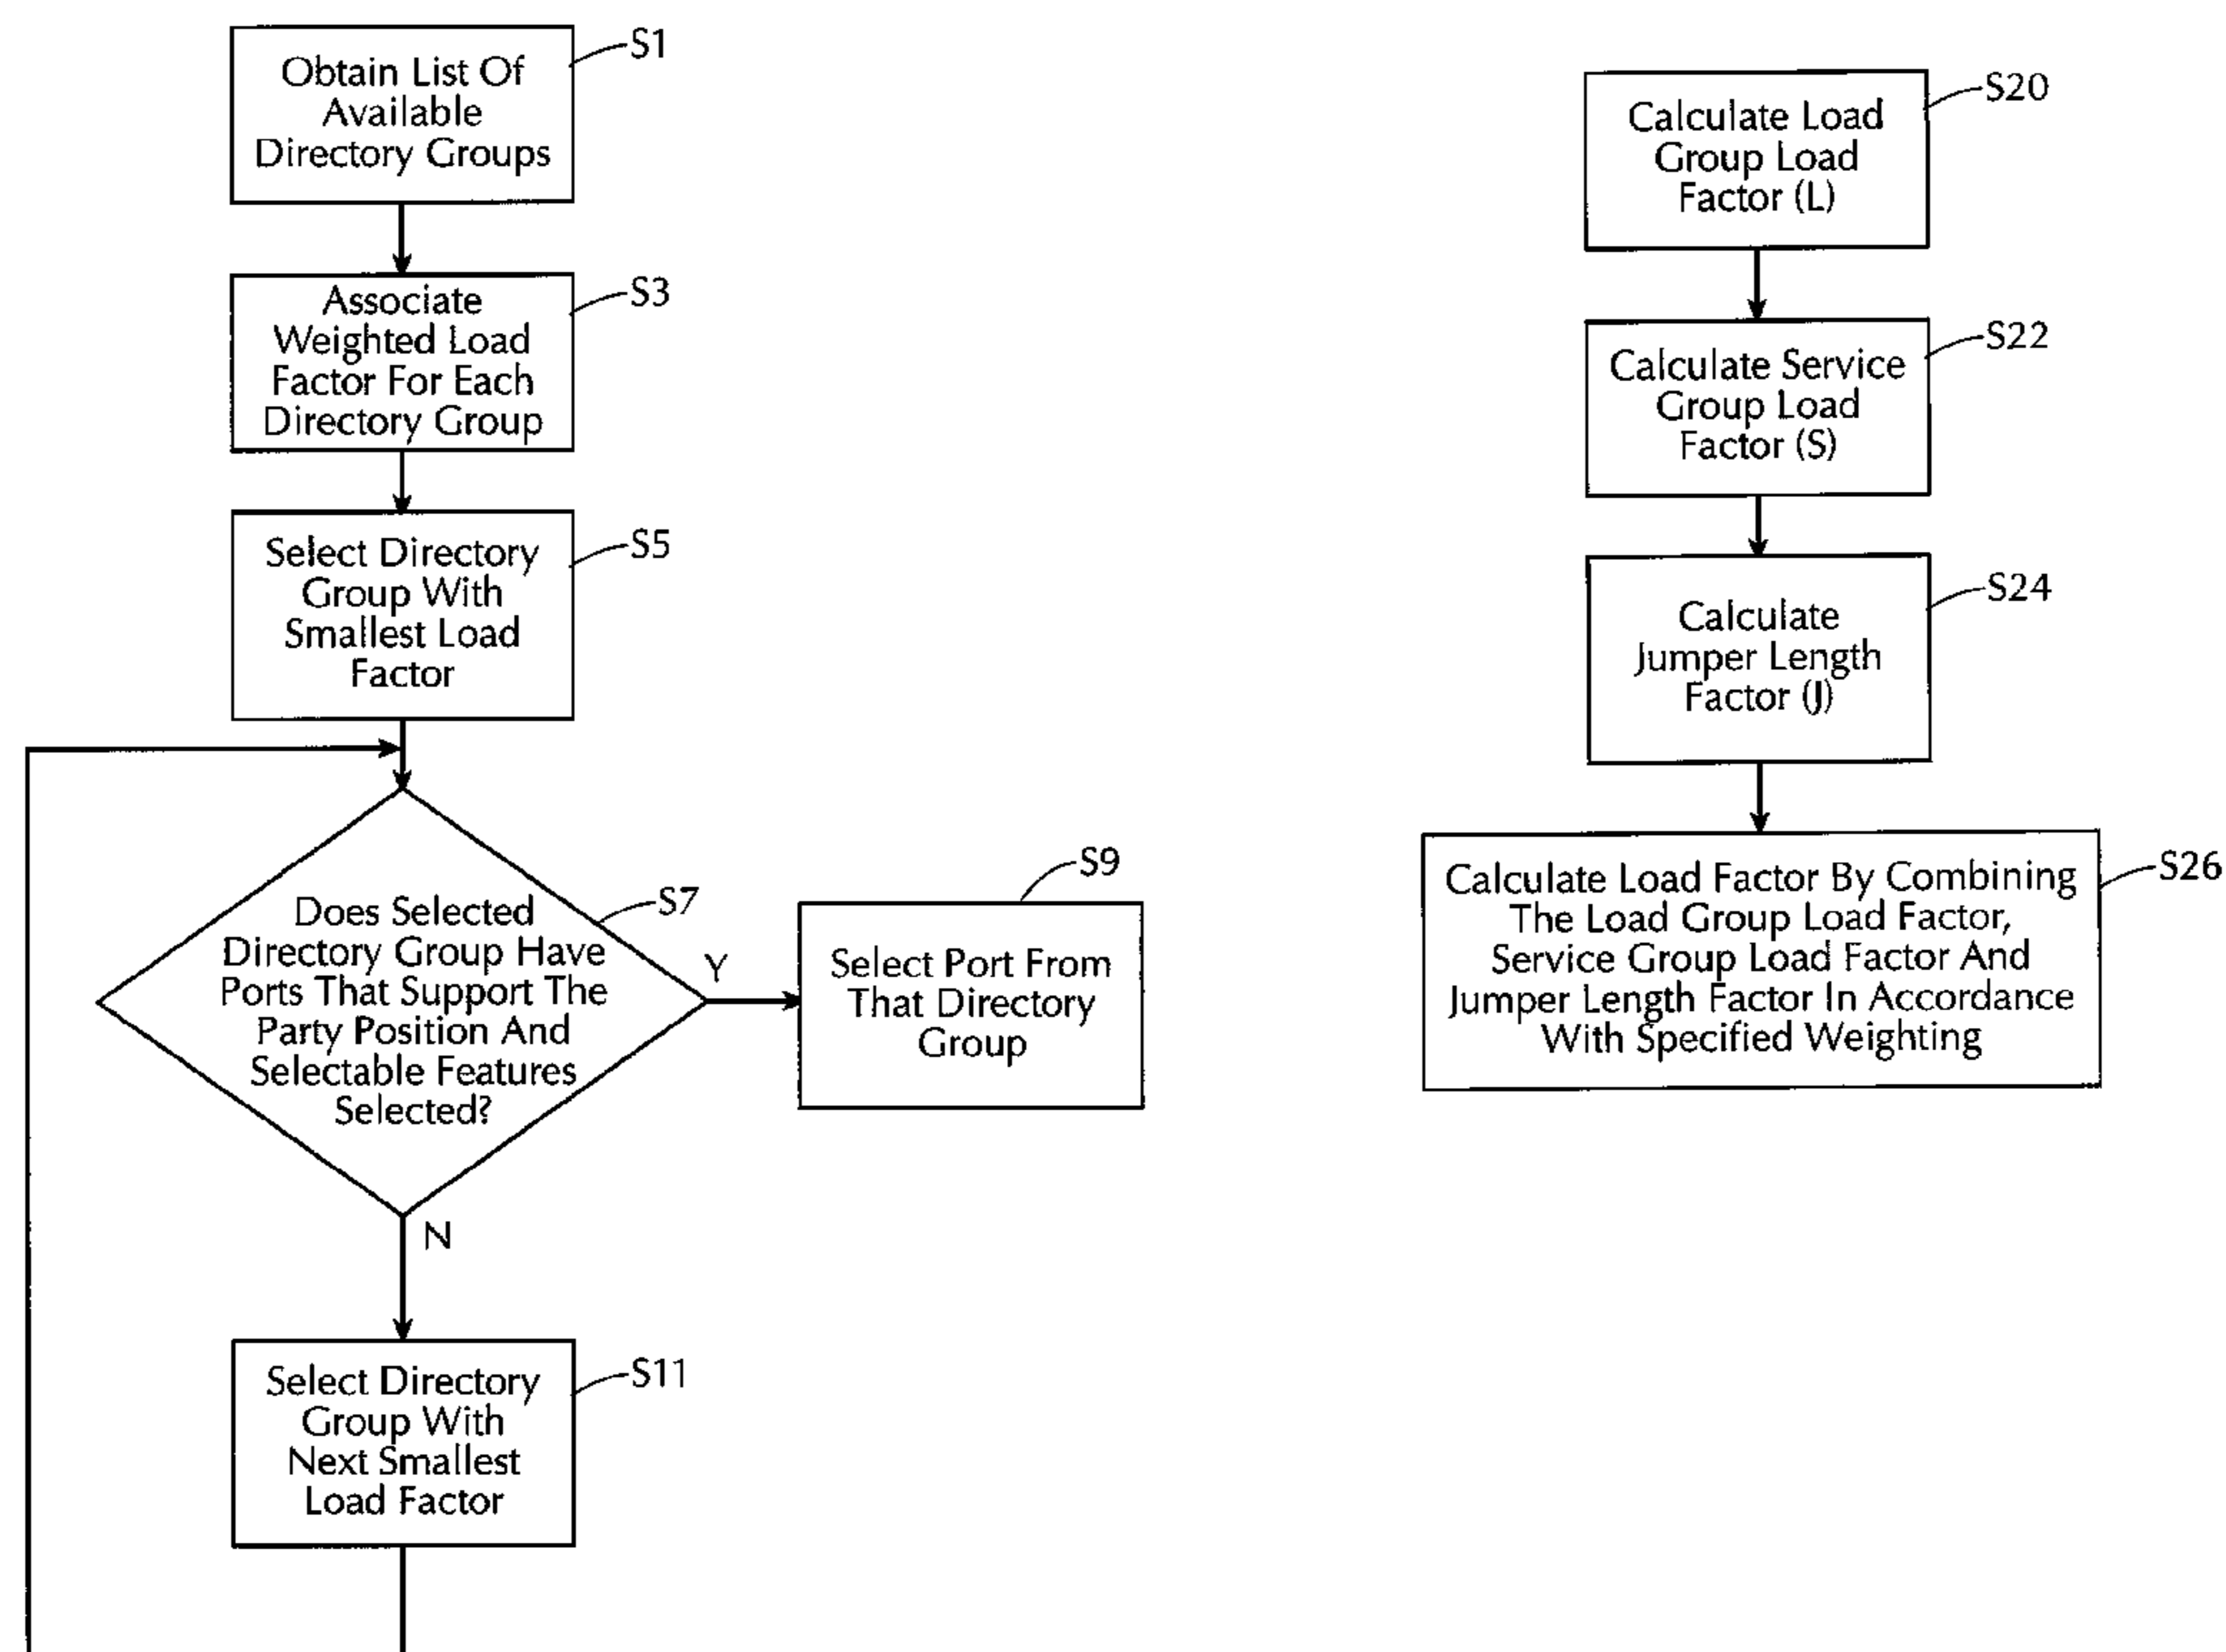 Obtain List Of
Available
Directory Groups
S1
Associate
Weighted Load
Factor For Each
Directory Group
S3
Select Directory
Group With
Smallest Load
Factor
S5
Does Selected
Directory Group Have
Ports That Support The
Party Position And
Selectable Features
Selected?
S7
Y
N
S9
Select Port From
That Directory
Group
Select Directory
Group With
Next Smallest
Load Factor
S11
Calculate Load
Group Load
Factor (L)
S20
Calculate Service
Group Load
Factor (S)
S22
Calculate
Jumper Length
Factor (J)
S24
Calculate Load Factor By Combining
The Load Group Load Factor,
Service Group Load Factor And
Jumper Length Factor In Accordance
With Specified Weighting
S26